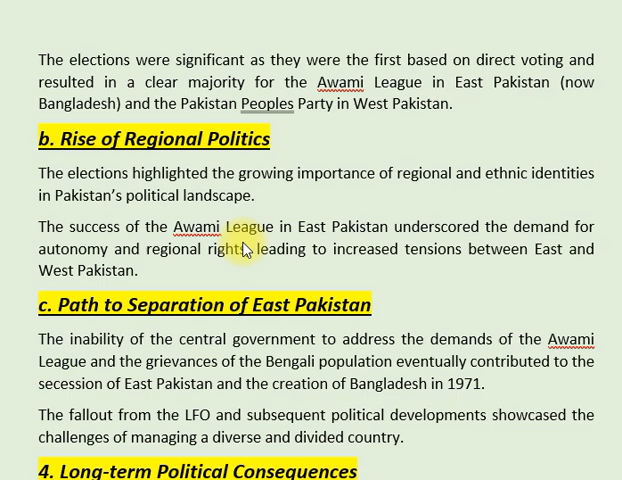 The elections were significant as they were the first based on direct voting and
resulted in a clear majority for the Awami League in East Pakistan (now
Bangladesh) and the Pakistan Peoples Party in West Pakistan.
b. Rise of Regional Politics
The elections highlighted the growing importance of regional and ethnic identities
in Pakistan’s political landscape.
The success of the Awami League in East Pakistan underscored the demand for
autonomy and regional rights, leading to increased tensions between East and
West Pakistan.
c. Path to Separation of East Pakistan
The inability of the central government to address the demands of the Awami
League and the grievances of the Bengali population eventually contributed to the
secession of East Pakistan and the creation of Bangladesh in 1971.
The fallout from the LFO and subsequent political developments showcased the
challenges of managing a diverse and divided country.
4. Long-term Political Consequences